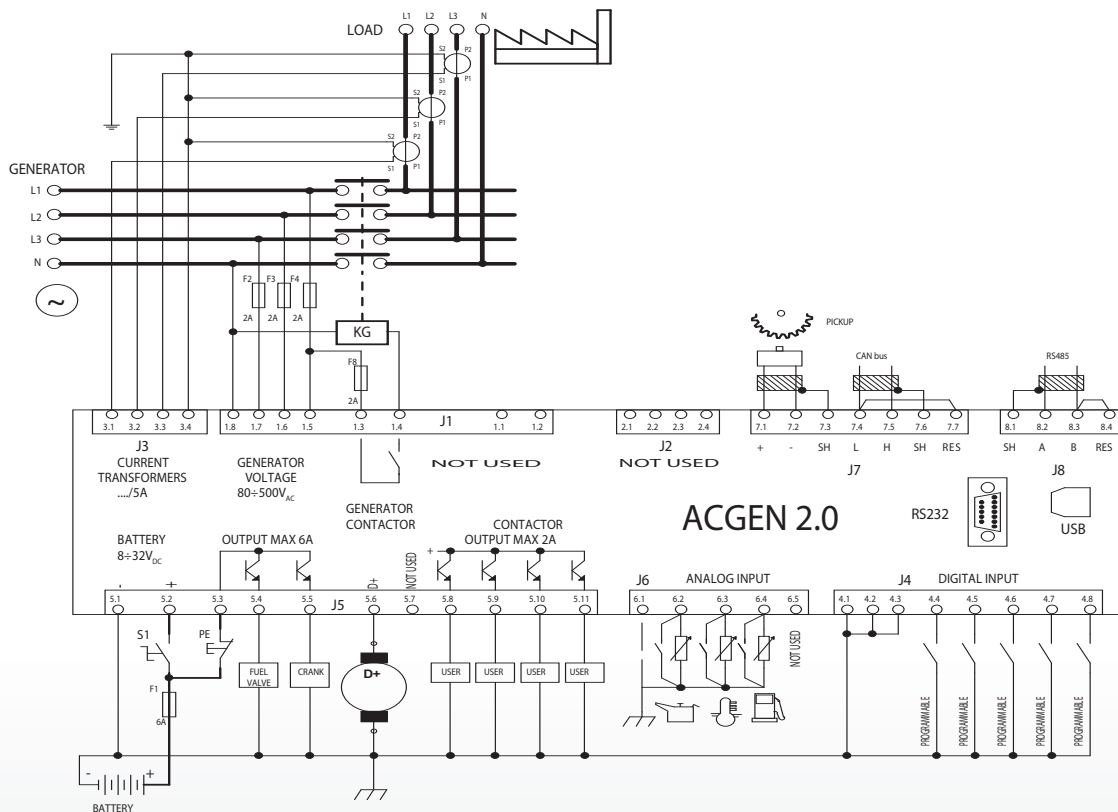 L1 L2 L3 N
LOAD
S2 P2
S1 P1
S2 P2
S1 P1
S2 P2
S1 P1
GENERATOR
L1
L2
L3
N
~
F2 F3 F4
2A 2A 2A
KG
F8
2A
PICKUP
CAN bus
RS485
3.1 3.2 3.3 3.4
1.8 1.7 1.6 1.5 1.3 1.4 1.1 1.2
2.1 2.2 2.3 2.4
7.1 7.2 7.3 7.4 7.5 7.6 7.7
8.1 8.2 8.3 8.4
J3
J1
J2
+ - SH L H SH RES
SH A B RES
J7
J8
CURRENT
TRANSFORMERS
..../5A
GENERATOR
VOLTAGE
80÷500VAC
NOT USED
NOT USED
GENERATOR
CONTACTOR
ACGEN 2.0
RS232
USB
BATTERY
8÷32VDC
OUTPUT MAX 6A
CONTACTOR
OUTPUT MAX 2A
- +
D+
NOT USED
+
J6 ANALOG INPUT
J4 DIGITAL INPUT
5.1 5.2 5.3 5.4 5.5 5.6 5.7 5.8 5.9 5.10 5.11
J5
6.1 6.2 6.3 6.4 6.5
4.1 4.2 4.3 4.4 4.5 4.6 4.7 4.8
S1
PE
F1
6A
FUEL
VALVE
CRANK
D+
USER USER USER USER
NOT USED
PROGRAMMABLE
PROGRAMMABLE
PROGRAMMABLE
PROGRAMMABLE
PROGRAMMABLE
- +
BATTERY